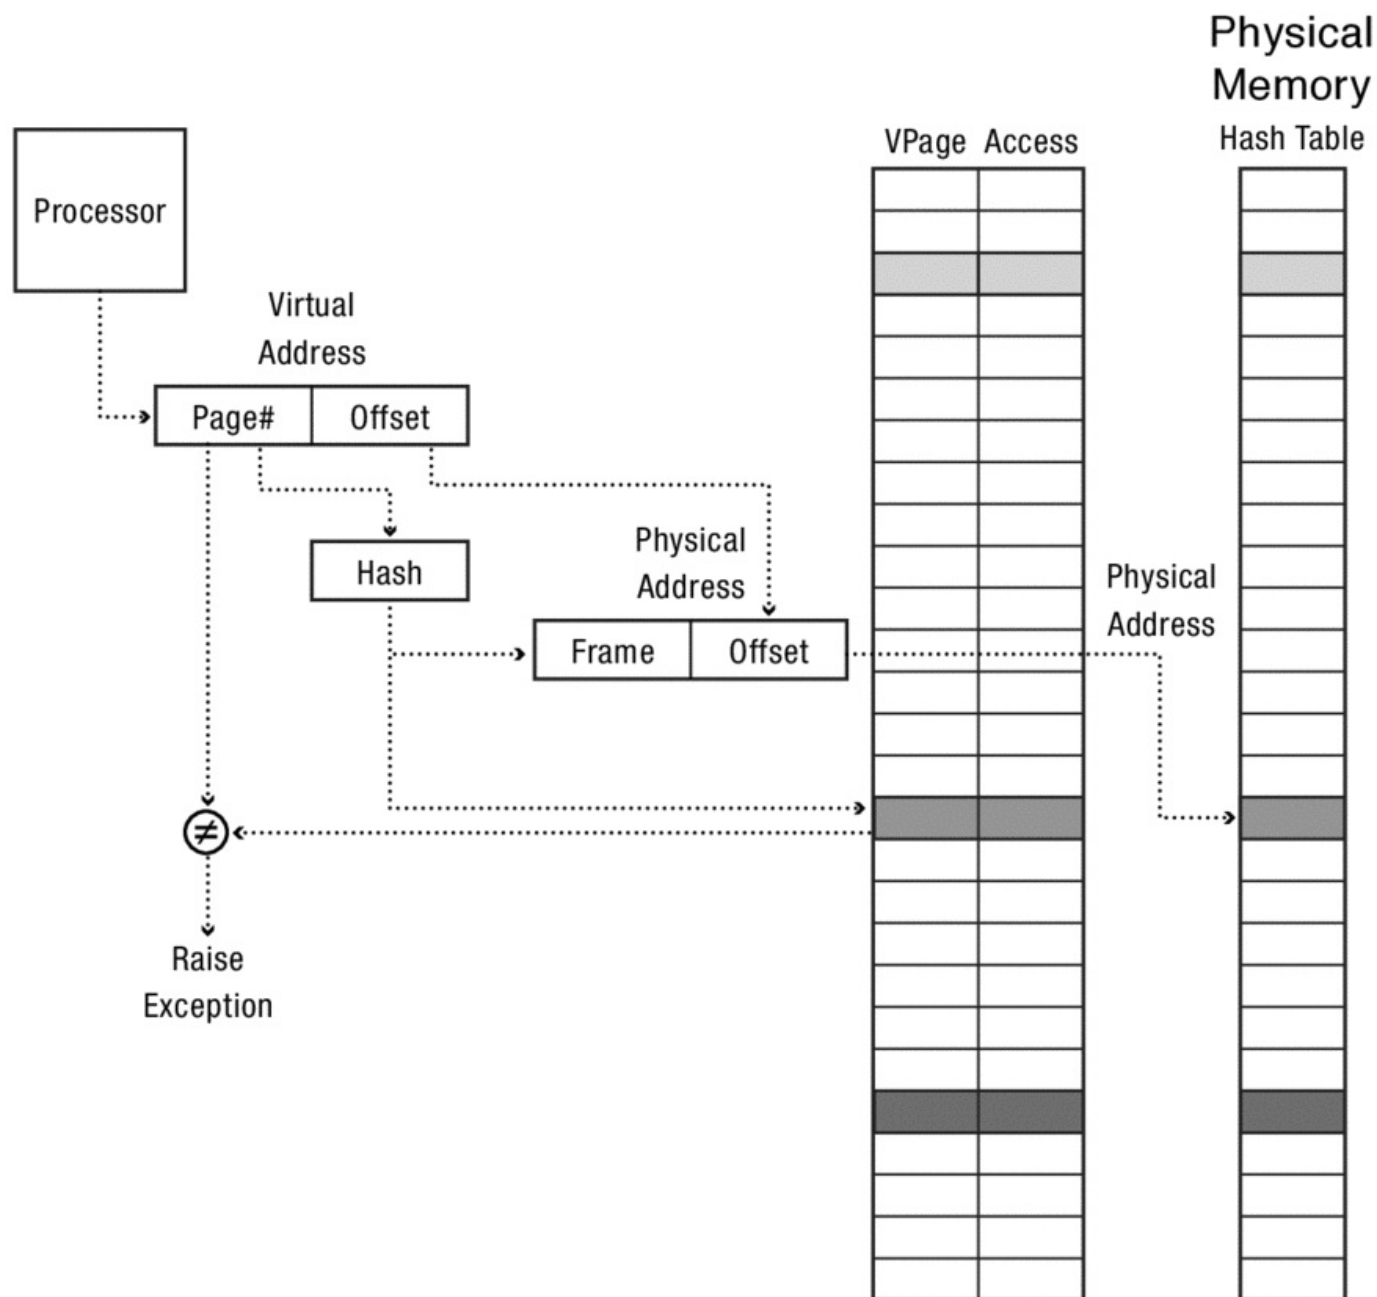 Physical
Memory
VPage Access
Hash Table
Processor
Virtual
Address
Page# Offset
Hash
Physical
Address
Physical
Address
Frame Offset
≠
Raise
Exception